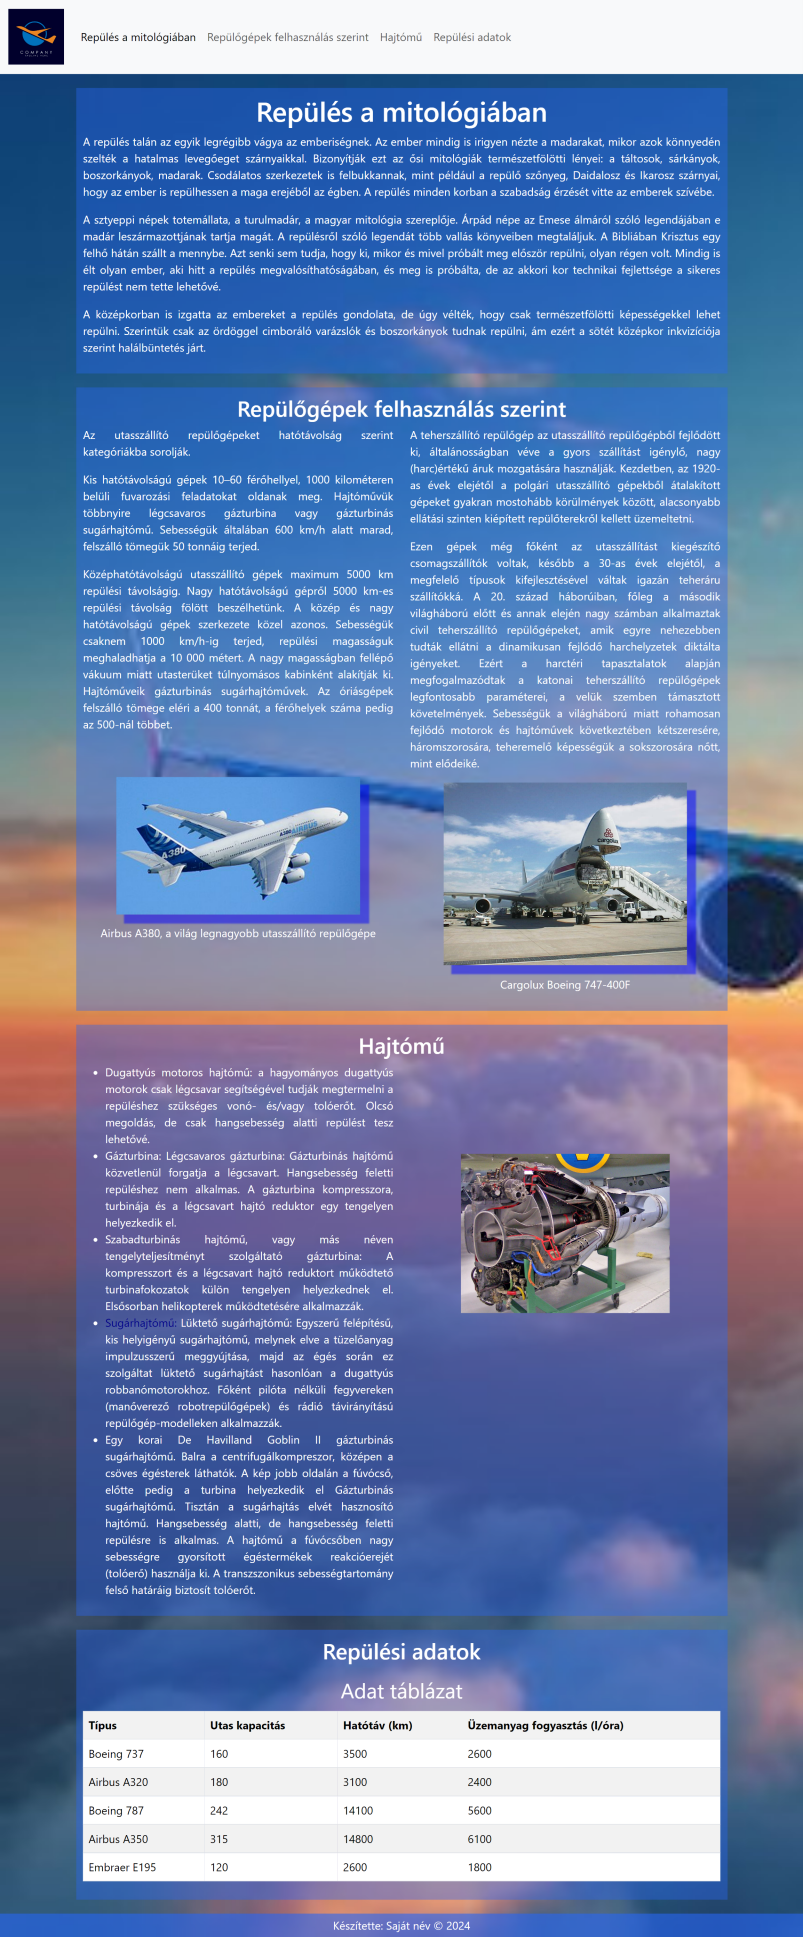 COMPANY
Repülés a mitológiában Repülőgépek felhasználás szerint Hajtómű Repülési adatok
Repülés a mitológiában
A repülés talán az egyik legrégibb vágya az emberiségnek. Az ember mindig is irigyen nézte a madarakat, mikor azok könnyedén
szelték a hatalmas levegőeget szárnyaikkal. Bizonyítják ezt az ősi mitológiák természetfölötti lényei: a táltosok, sárkányok,
boszorkányok, madarak. Csodálatos szerkezetek is felbukkannak, mint például a repülő szőnyeg, Daidalosz és Ikarosz szárnyai,
hogy az ember is repülhessen a maga erejéből az égben. A repülés minden korban a szabadság érzését vitte az emberek szívébe.
A sztyeppi népek totemállata, a turulmadár, a magyar mitológia szereplője. Árpád népe az Emese álmáról szóló legendájában e
madár leszármazottjának tartja magát. A repülésről szóló legendát több vallás könyveiben megtaláljuk. A Bibliában Krisztus egy
felhő hátán szállt a mennybe. Azt senki sem tudja, hogy ki, mikor és mivel próbált meg először repülni, olyan régen volt. Mindig is
élt olyan ember, aki hitt a repülés megvalósíthatóságában, és meg is próbálta, de az akkori kor technikai fejlettsége a sikeres
repülést nem tette lehetővé.
A középkorban is izgatta az embereket a repülés gondolata, de úgy vélték, hogy csak természetfölötti képességekkel lehet
repülni. Szerintük csak az ördöggel cimboráló varázslók és boszorkányok tudnak repülni, ám ezért a sötét középkor inkvizíciója
szerint halálbüntetés járt.
Repülőgépek felhasználás szerint
Az utasszállító repülőgépeket hatótávolság szerint
kategóriákba sorolják.
Kis hatótávolságú gépek 10–60 férőhellyel, 1000 kilométeren
belüli fuvarozási feladatokat oldanak meg. Hajtóművük
többnyire légcsavaros gázturbina vagy gázturbinás
sugárhajtómű. Sebességük általában 600 km/h alatt marad,
felszálló tömegük 50 tonnáig terjed.
Középhatótávolságú utasszállító gépek maximum 5000 km
repülési távolságig. Nagy hatótávolságú gépről 5000 km-es
repülési távolság fölött beszélhetünk. A közép és nagy
hatótávolságú gépek szerkezete közel azonos. Sebességük
csaknem 1000 km/h-ig terjed, repülési magasságuk
meghaladhatja a 10 000 métert. A nagy magasságban fellépő
vákuum miatt utasterüket túlnyomásos kabinként alakítják ki.
Hajtóműveik gázturbinás sugárhajtóművek. Az óriásgépek
felszálló tömege eléri a 400 tonnát, a férőhelyek száma pedig
az 500-nál többet.
A380
A380 AIRBUS
Airbus A380, a világ legnagyobb utasszállító repülőgépe
A teherszállító repülőgép az utasszállító repülőgépből fejlődött
ki, általánosságban véve a gyors szállítást igénylő, nagy
(harc)értékű áruk mozgatására használják. Kezdetben, az 1920-
as évek elejétől a polgári utasszállító gépekből átalakított
gépeket gyakran mostohább körülmények között, alacsonyabb
ellátási szinten kiépített repülőterekről kellett üzemeltetni.
Ezen gépek még főként az utasszállítást kiegészítő
csomagszállítók voltak, később a 30-as évek elejétől, a
megfelelő típusok kifejlesztésével váltak igazán teheráru
szállítókká. A 20. század háborúiban, főleg a második
világháború előtt és annak elején nagy számban alkalmaztak
civil teherszállító repülőgépeket, amik egyre nehezebben
tudták ellátni a dinamikusan fejlődő harchelyzetek diktálta
igényeket. Ezért a harctéri tapasztalatok alapján
megfogalmazódtak a katonai teherszállító repülőgépek
legfontosabb paraméterei, a velük szemben támasztott
követelmények. Sebességük a világháború miatt rohamosan
fejlődő motorok és hajtóművek következtében kétszeresére,
háromszorosára, teheremelő képességük a sokszorosára nőtt,
mint elődeiké.
cargolux
Cargolux Boeing 747-400F
Hajtómű
Dugattyús motoros hajtómű: a hagyományos dugattyús
motorok csak légcsavar segítségével tudják megtermelni a
repüléshez szükséges vonó- és/vagy tolóerőt. Olcsó
megoldás, de csak hangsebesség alatti repülést tesz
lehetővé.
Gázturbina: Légcsavaros gázturbina: Gázturbinás hajtómű
közvetlenül forgatja a légcsavart. Hangsebesség feletti
repüléshez nem alkalmas. A gázturbina kompresszora,
turbinája és a légcsavart hajtó reduktor egy tengelyen
helyezkedik el.
Szabadturbinás hajtómű, vagy más néven
tengelyteljesítményt szolgáltató gázturbina: A
kompresszort és a légcsavart hajtó reduktort működtető
turbinafokozatok külön tengelyen helyezkednek el.
Elsősorban helikopterek működtetésére alkalmazzák.
Sugárhajtómű: Lüktető sugárhajtómű: Egyszerű felépítésű,
kis helyigényű sugárhajtómű, melynek elve a tüzelőanyag
impulzusszerű meggyújtása, majd az égés során ez
szolgáltat lüktető sugárhajtást hasonlóan a dugattyús
robbanómotorokhoz. Főként pilóta nélküli fegyvereken
(manőverező robotrepülőgépek) és rádió távirányítású
repülőgép-modelleken alkalmazzák.
Egy korai De Havilland Goblin II gázturbinás
sugárhajtómű. Balra a centrifugálkompreszor, középen a
csöves égésterek láthatók. A kép jobb oldalán a fúvócső,
előtte pedig a turbina helyezkedik el Gázturbinás
sugárhajtómű. Tisztán a sugárhajtás elvét hasznosító
hajtómű. Hangsebesség alatti, de hangsebesség feletti
repülésre is alkalmas. A hajtómű a fúvócsőben nagy
sebességre gyorsított égéstermékek reakcióerejét
(tolóerő) használja ki. A transzszonikus sebességtartomány
felső határáig biztosít tolóerőt.
Repülési adatok
Adat táblázat
Típus Utas kapacitás Hatótáv (km) Üzemanyag fogyasztás (l/óra)
Boeing 737 160 3500 2600
Airbus A320 180 3100 2400
Boeing 787 242 14100 5600
Airbus A350 315 14800 6100
Embraer E195 120 2600 1800
Készítette: Saját név © 2024